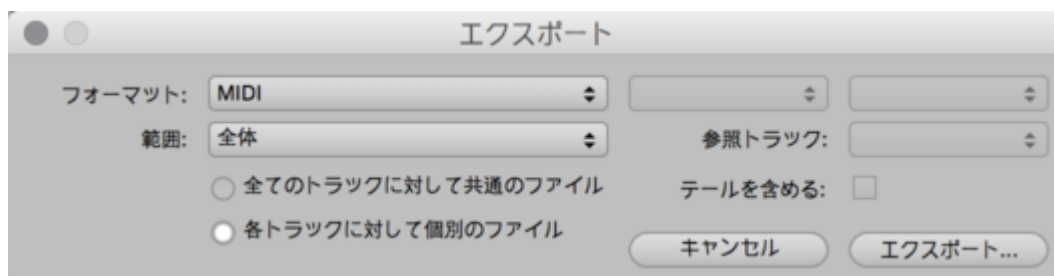 エクスポート
フォーマット: MIDI
範囲: 全体 参照トラック:
全てのトラックに対して共通のファイル テールを含める:
各トラックに対して個別のファイル
キャンセル エクスポート...